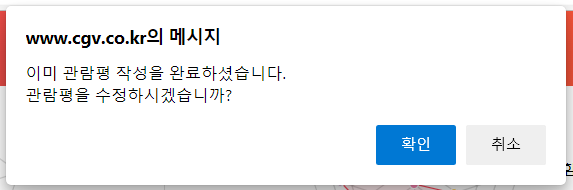 www.cgv.co.kr의 메시지
이미 관람평 작성을 완료하셨습니다.
관람평을 수정하시겠습니까?
확인 취소